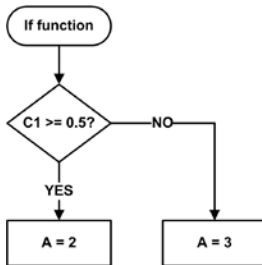 If function
C1 >= 0.5?
NO
YES
A = 2
A = 3